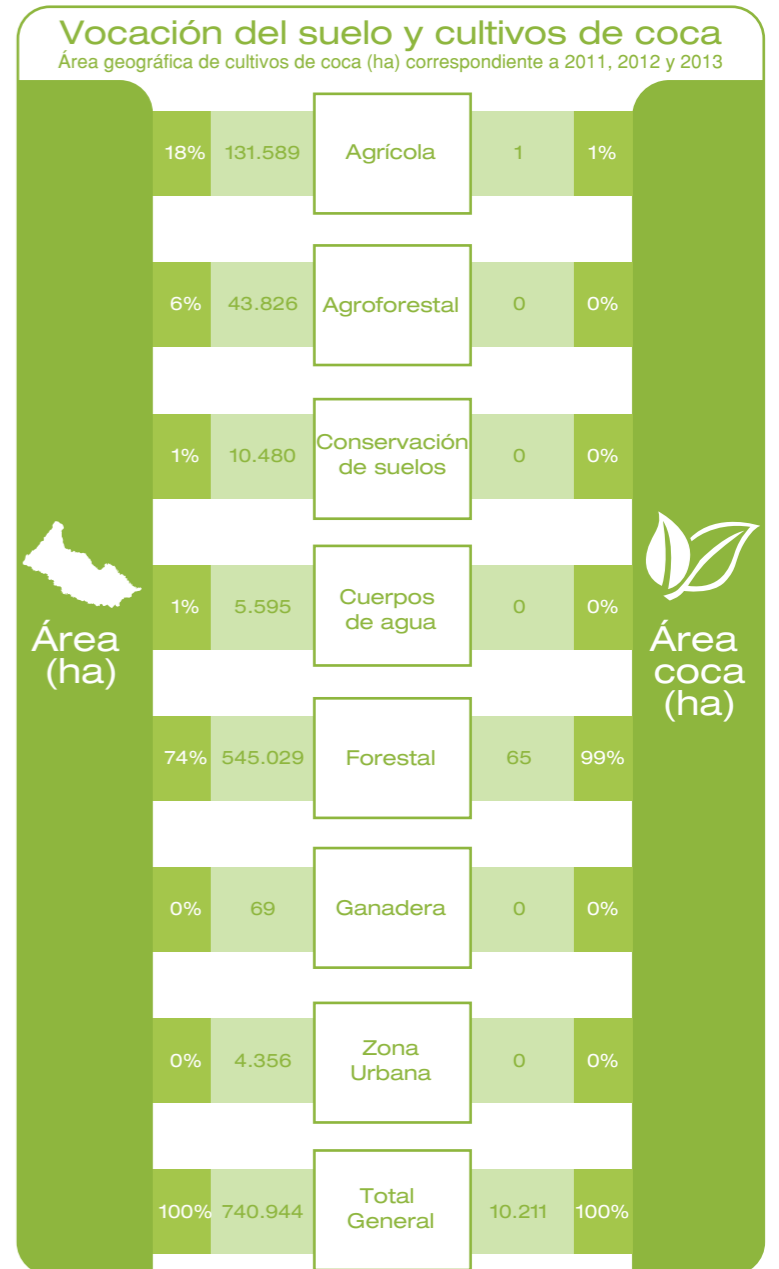 Vocación del suelo y cultivos de coca
Área geográfica de cultivos de coca (ha) correspondiente a 2011, 2012 y 2013
18% 131.589 Agrícola 1 1%
6% 43.826 Agroforestal 0 0%
1% 10.480 Conservación de suelos 0 0%
1% 5.595 Cuerpos de agua 0 0%
Área
(ha)
Área
coca
(ha)
74% 545.029 Forestal 65 99%
0% 69 Ganadera 0 0%
0% 4.356 Zona Urbana 0 0%
100% 740.944 Total General 10.211 100%